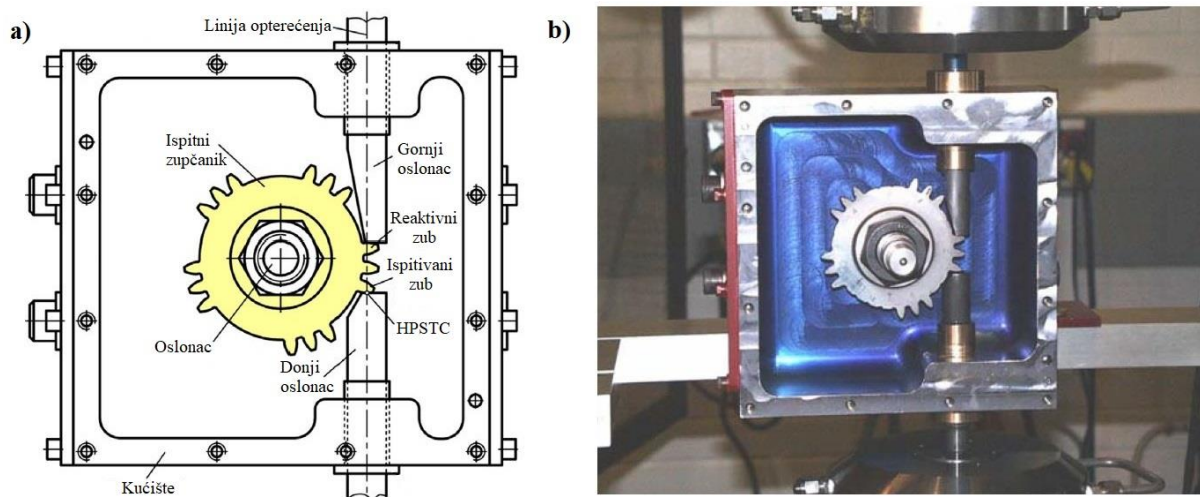 a)
Linija opterećenja
b)
Ispitni
zupčanik
Gornji
oslonac
Reaktivni
zub
Ispitivani
zub
HPSTC
Oslonac
Donji
oslonac
Kućište